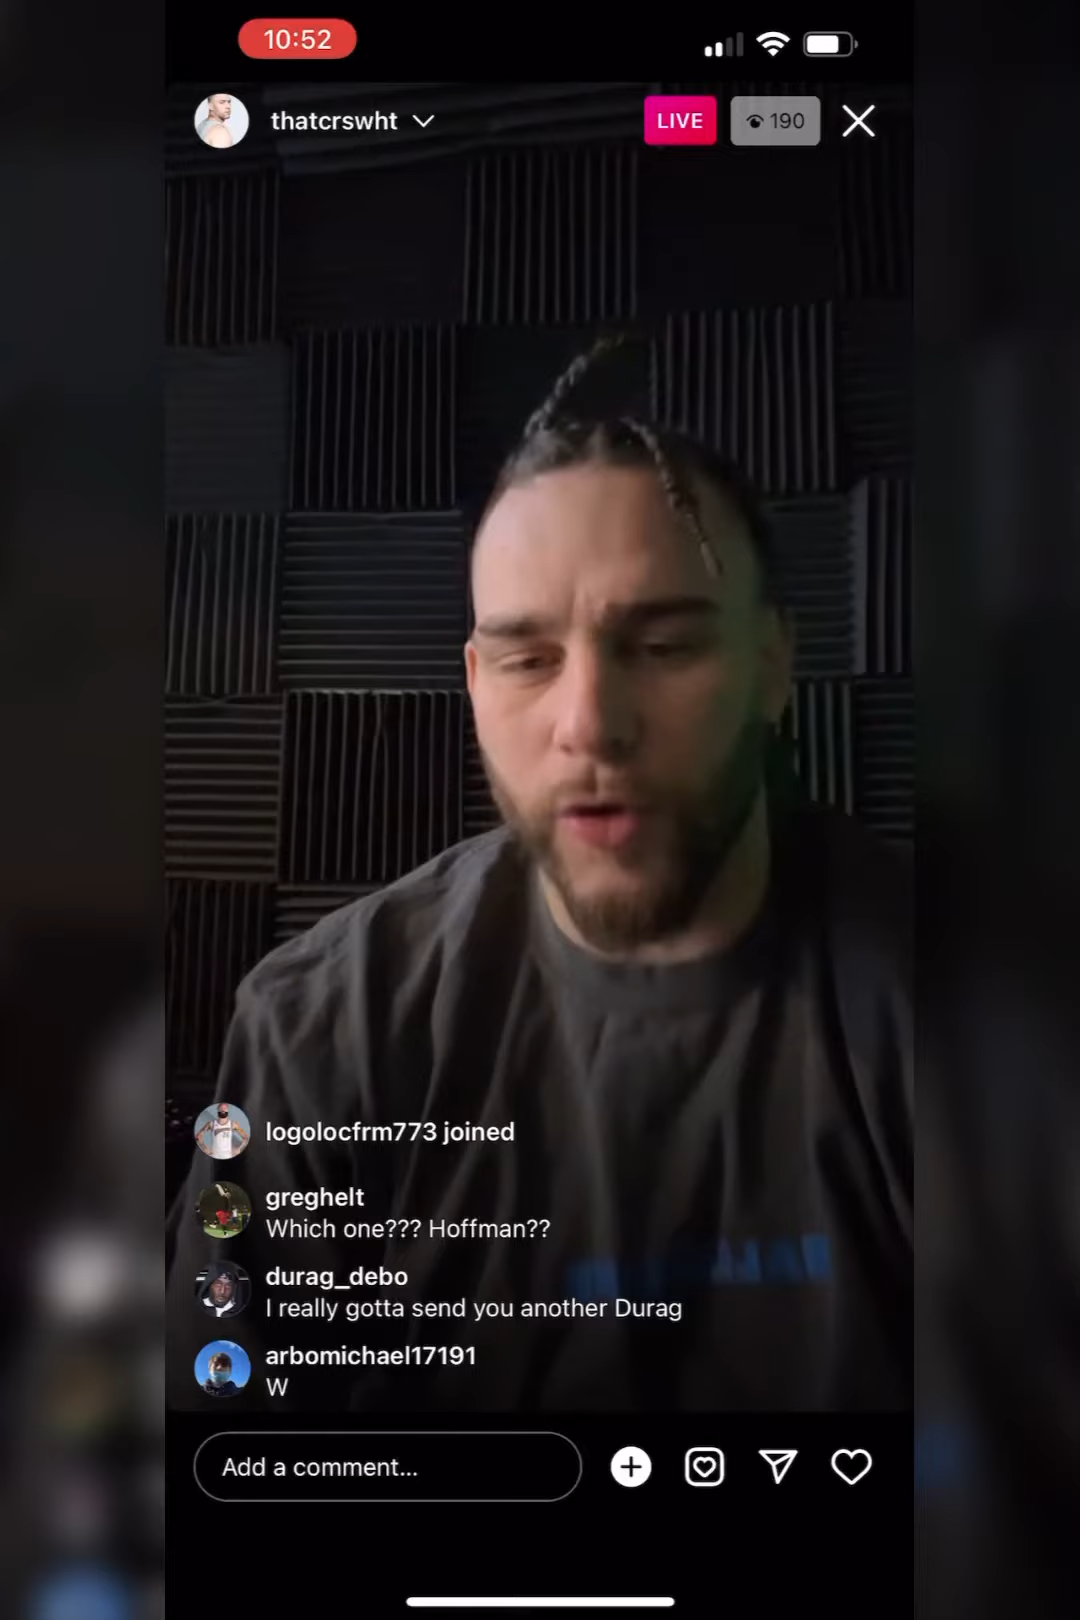 10:52
thatcrswht
LIVE
190
logolocfrm773 joined
greghelt
Which one??? Hoffman??
durag_debo
I really gotta send you another Durag
arbomichael17191
W
Add a comment...